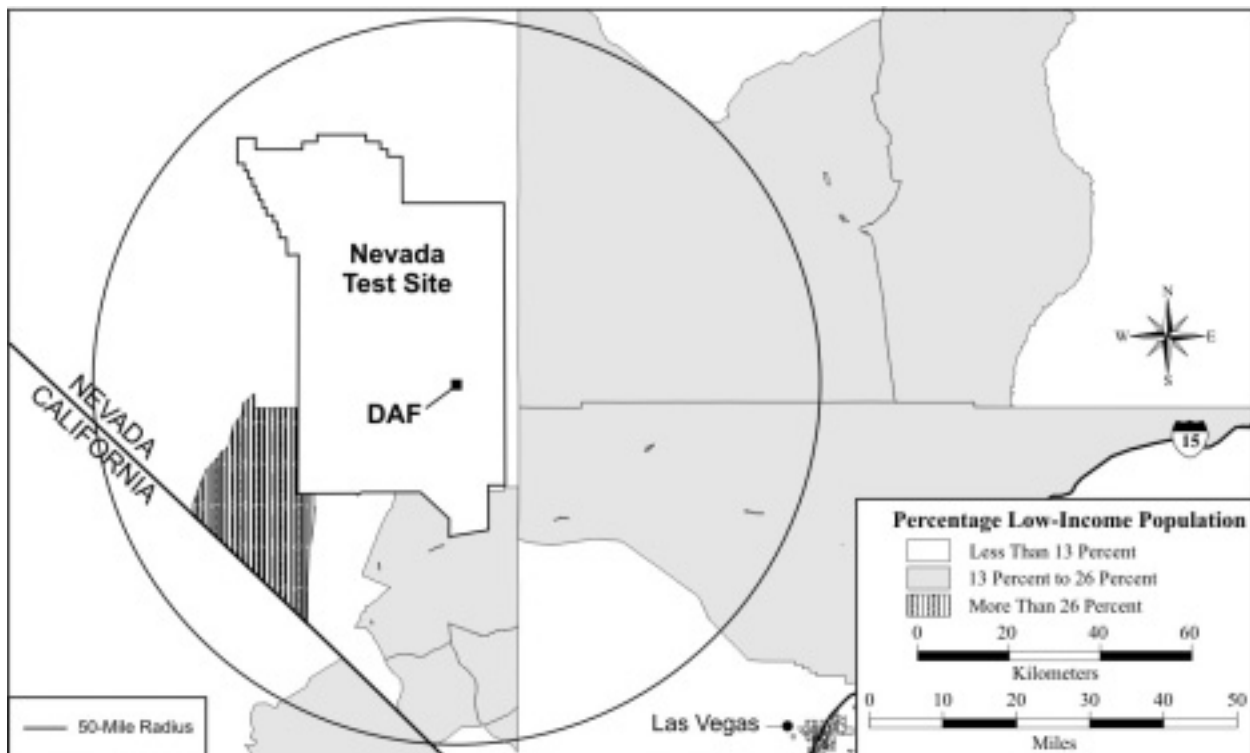 Nevada
Test Site
DAF
NEVADA
CALIFORNIA
N
W
E
S
15
Percentage Low-Income Population
Less Than 13 Percent
13 Percent to 26 Percent
More Than 26 Percent
0 20 40 60
Kilometers
0 10 20 30 40 50
Miles
50-Mile Radius
Las Vegas